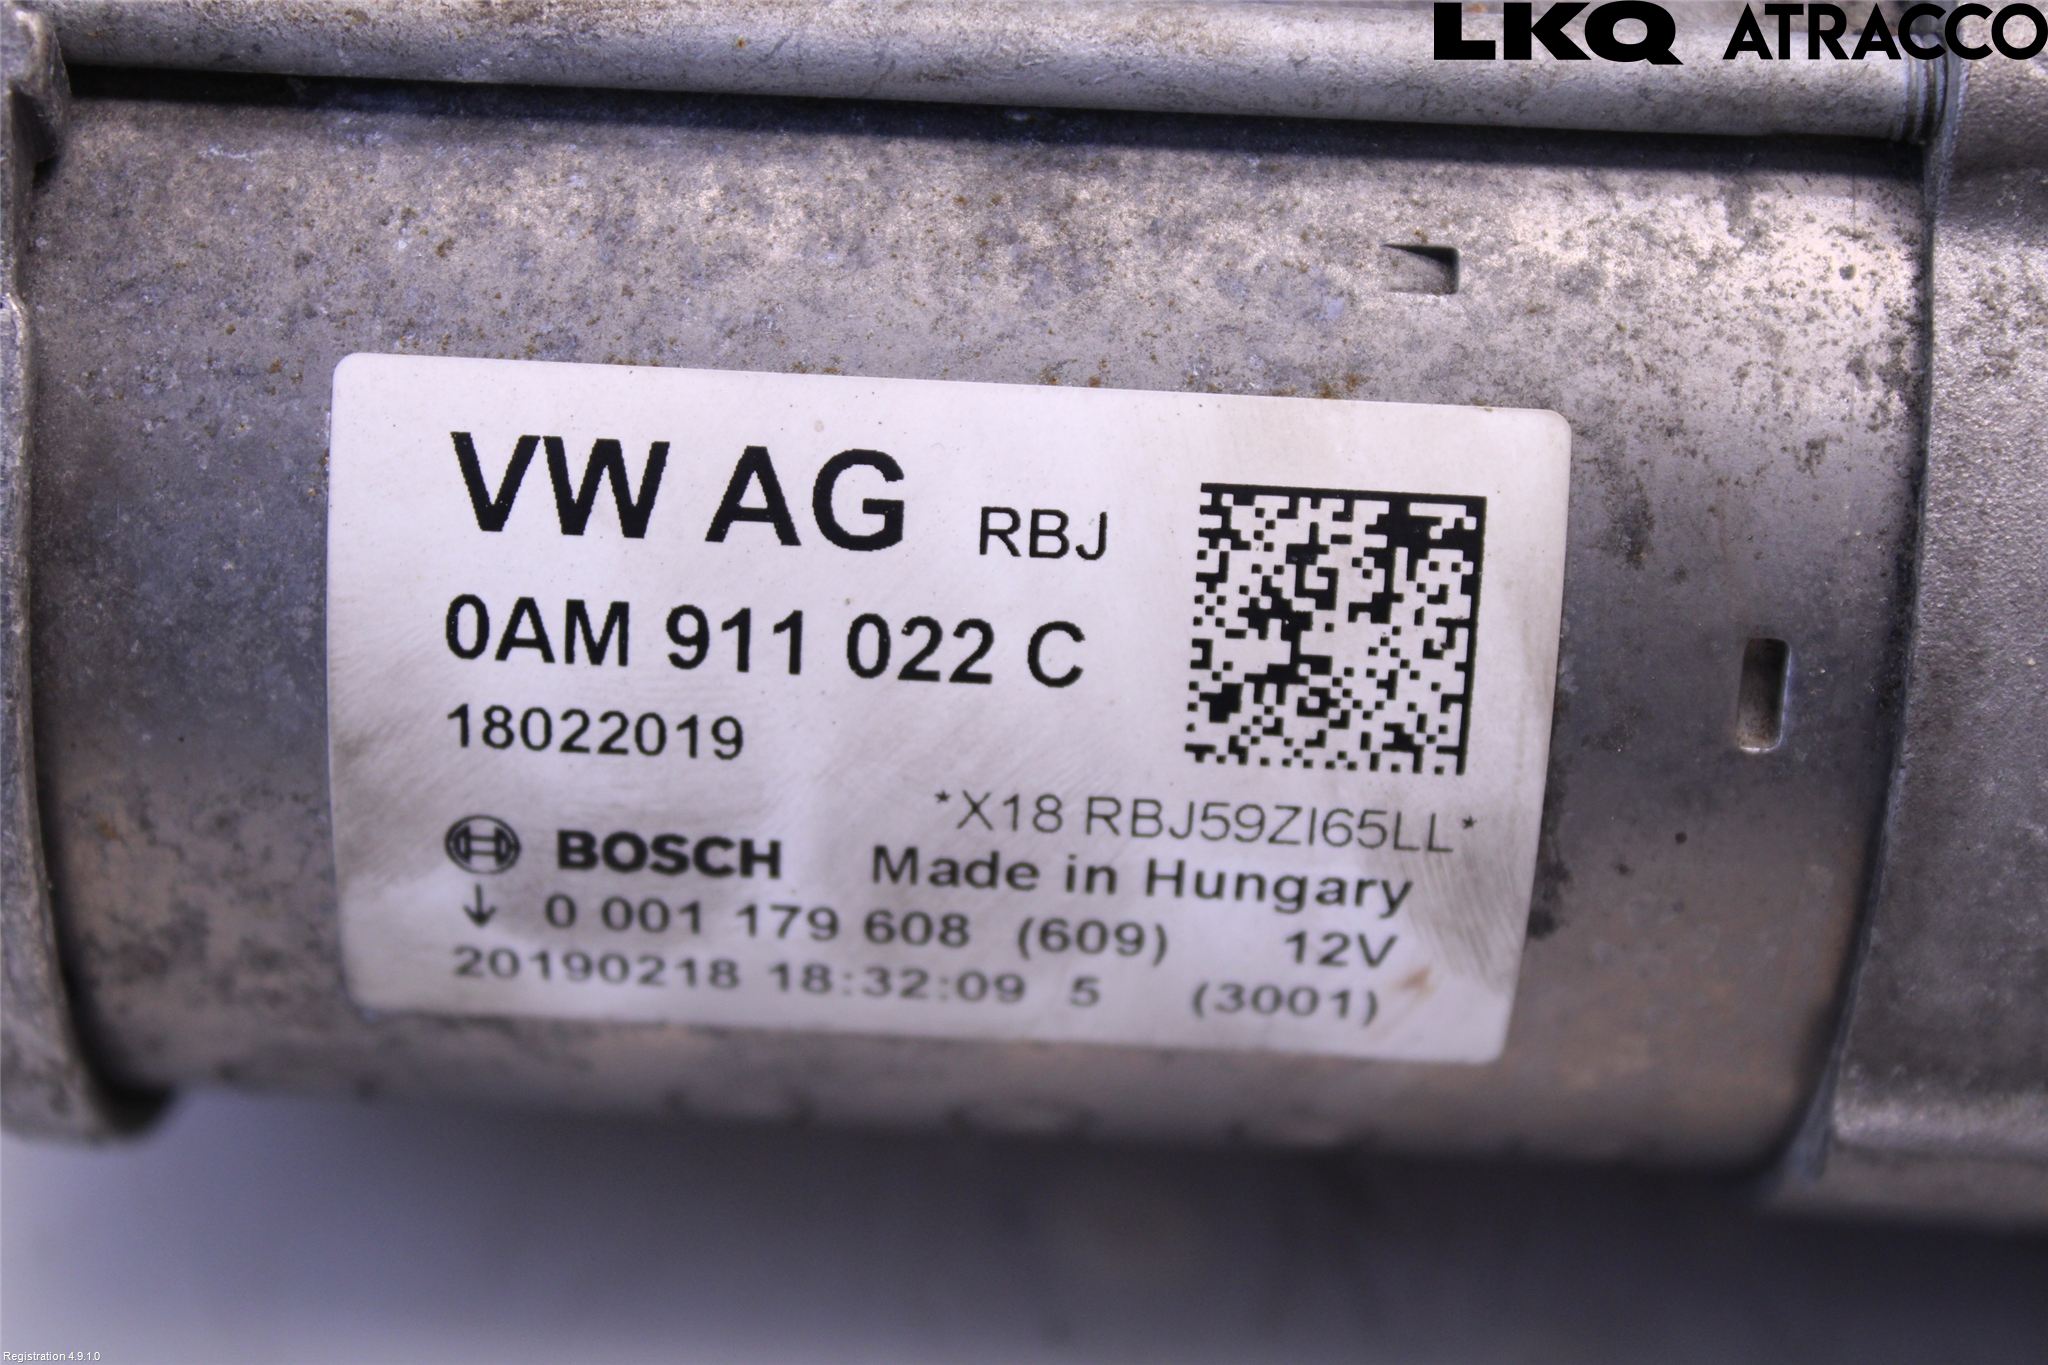 LKQ ATRACCO
VW AG RBJ
0AM 911 022 C
18022019
*X18 RBJ59ZI65LL*
BOSCH Made in Hungary
↓ 0 001 179 608 (609) 12V
20190218 18:32:09 5 (3001)
Registration 4.9.1.0